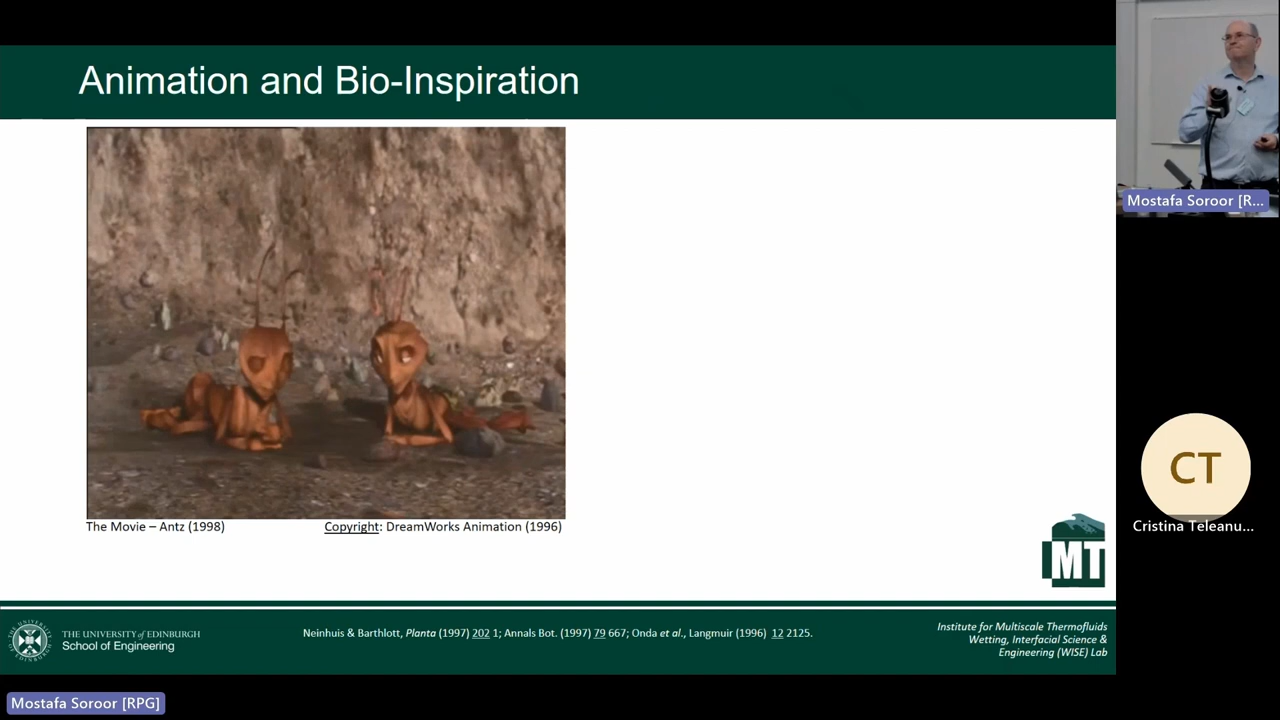 Animation and Bio-Inspiration
The Movie – Antz (1998)
Copyright: DreamWorks Animation (1996)
MT
THE UNIVERSITY of EDINBURGH
School of Engineering
Neinhuis & Barthlott, Planta (1997) 202 1; Annals Bot. (1997) 79 667; Onda et al., Langmuir (1996) 12 2125.
Institute for Multiscale Thermofluids
Wetting, Interfacial Science &
Engineering (WISE) Lab
Mostafa Soroor [R...
CT
Cristina Teleanu...
Mostafa Soroor [RPG]